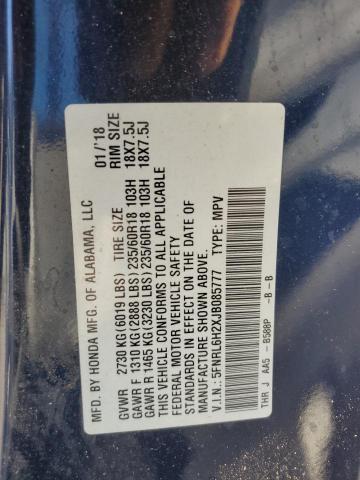 MFD. BY HONDA MFG. OF ALABAMA, LLC 01/'18
GVWR 2730 KG(6019 LBS) TIRE SIZE RIM SIZE
GAWR F 1310 KG(2889 LBS)235/60R18 103H 18X7.5J
GAWR R 1465 KG(3230 LBS)235/60R18 103H 18X7.5J
THIS VEHICLE CONFORMS TO ALL APPLICABLE
FEDERAL MOTOR VEHICLE SAFETY
STANDARDS IN EFFECT ON THE DATE OF
MANUFACTURE SHOWN ABOVE.
V.I.N.: 5FNRL6H2XJB085777 TYPE: MPV
THR J AA5 - B588P -B-B